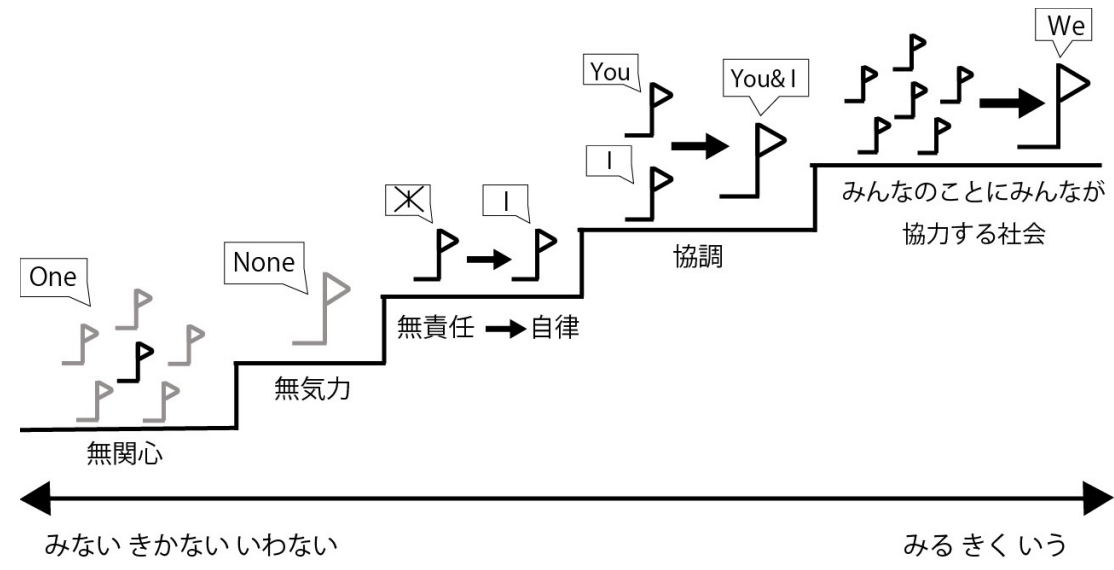 We
You
You& I
I
I
みんなのことにみんなが
協力する社会
協調
One
None
無責任 → 自律
無気力
無関心
みない きかない いわない
みる きく いう